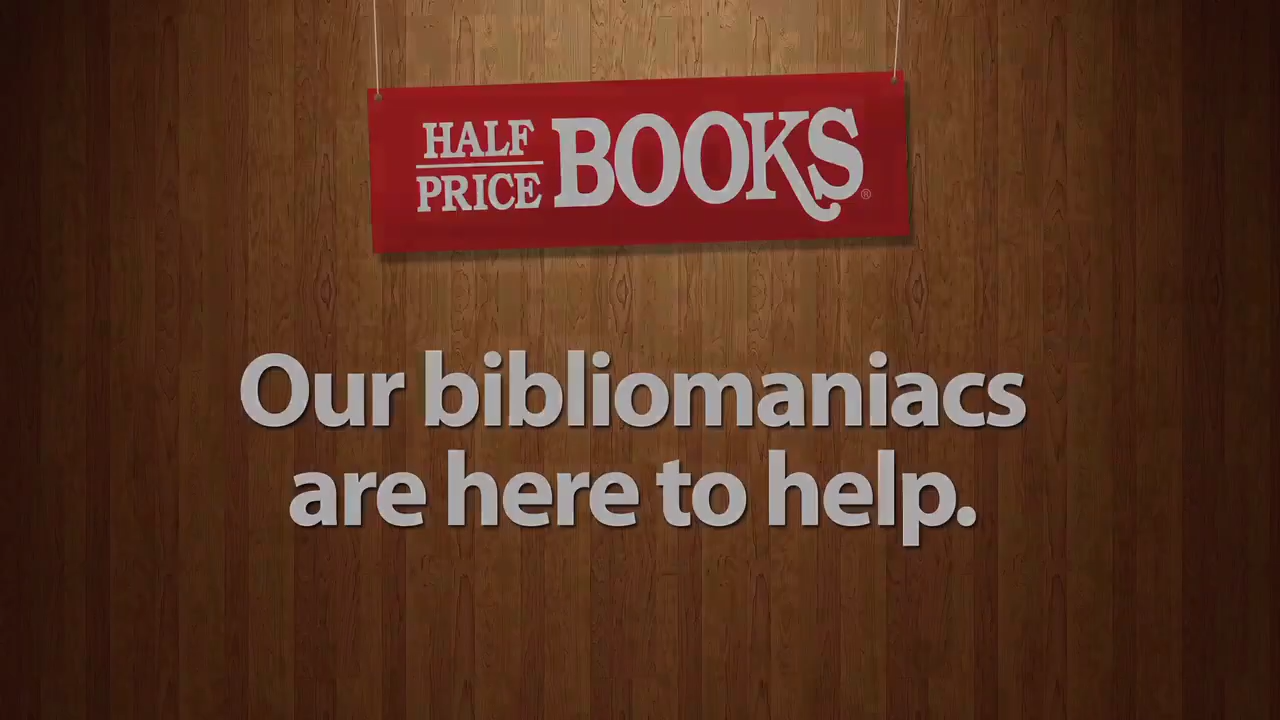 HALF
PRICE
BOOKS®
Our bibliomaniacs
are here to help.